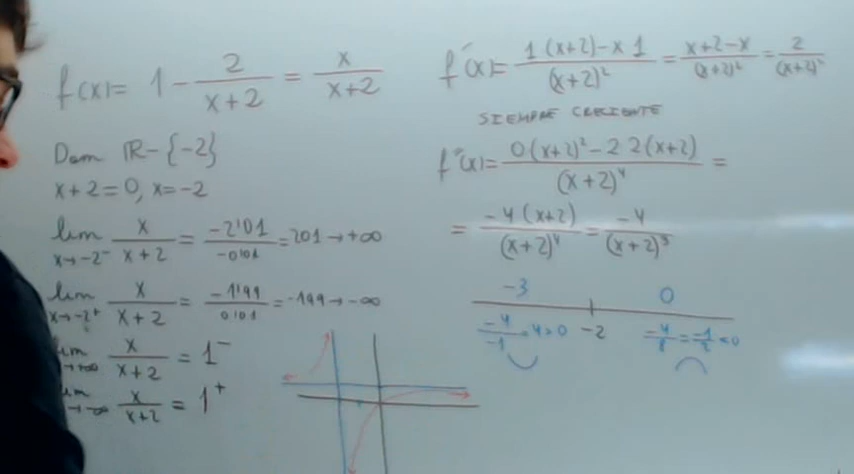 f(x)= 1 - 2/(x+2) = x/(x+2)
Dom R-{-2}
x+2=0, x=-2
lim x→-2⁻ x/(x+2) = -2'01/-0'01 = 201 → +∞
lim x→-2⁺ x/(x+2) = -1'99/0'01 = -199 → -∞
x/(x+2) = 1⁻
x/(x+2) = 1⁺
f'(x)= (1(x+2)-x1)/(x+2)² = (x+2-x)/(x+2)² = 2/(x+2)²
SIEMPRE CRECIENTE
f''(x)= (0(x+2)²-2 2(x+2))/(x+2)⁴ =
= -4(x+2)/(x+2)⁴ = -4/(x+2)³
-3 0
-4/-1 = 4>0 -2 -4/8 = -1/2 <0